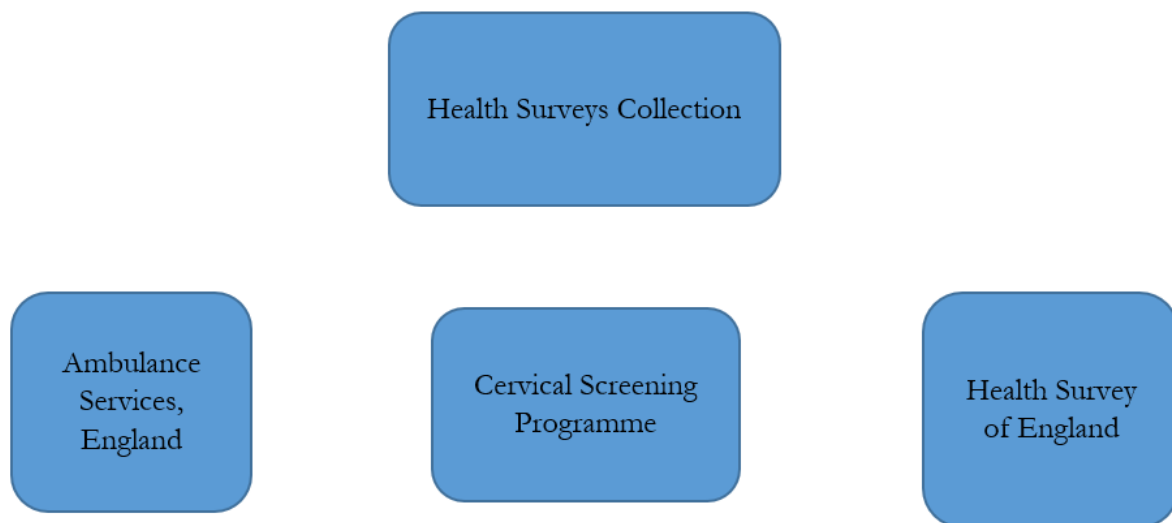 Health Surveys Collection
Ambulance
Services,
England
Cervical Screening
Programme
Health Survey
of England